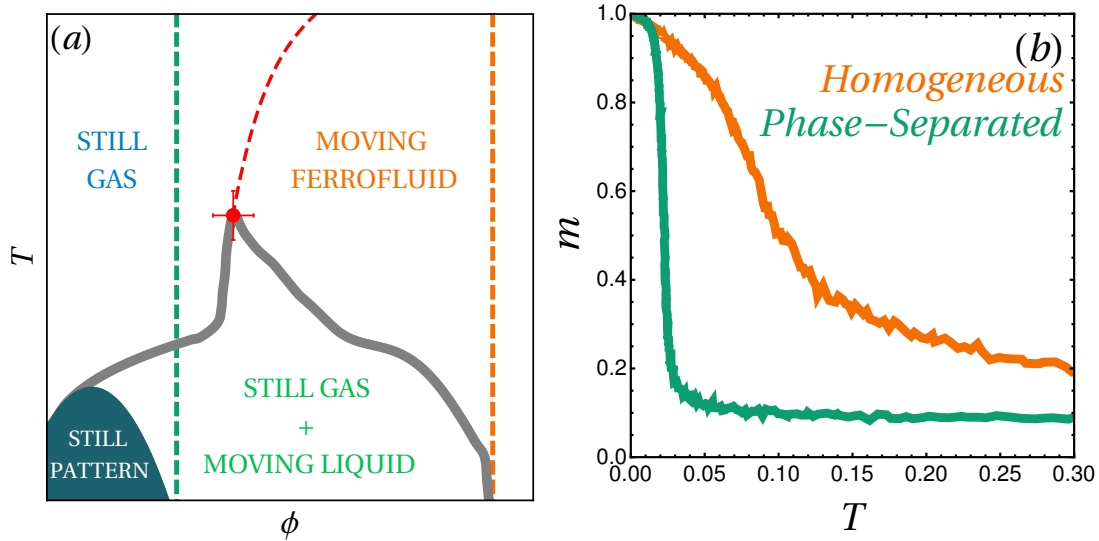 (a)
STILL
GAS
MOVING
FERROFLUID
T
STILL GAS
+
MOVING LIQUID
STILL
PATTERN
ϕ
(b)
Homogeneous
Phase–Separated
m
1.0
0.8
0.6
0.4
0.2
0.0
0.00 0.05 0.10 0.15 0.20 0.25 0.30
T